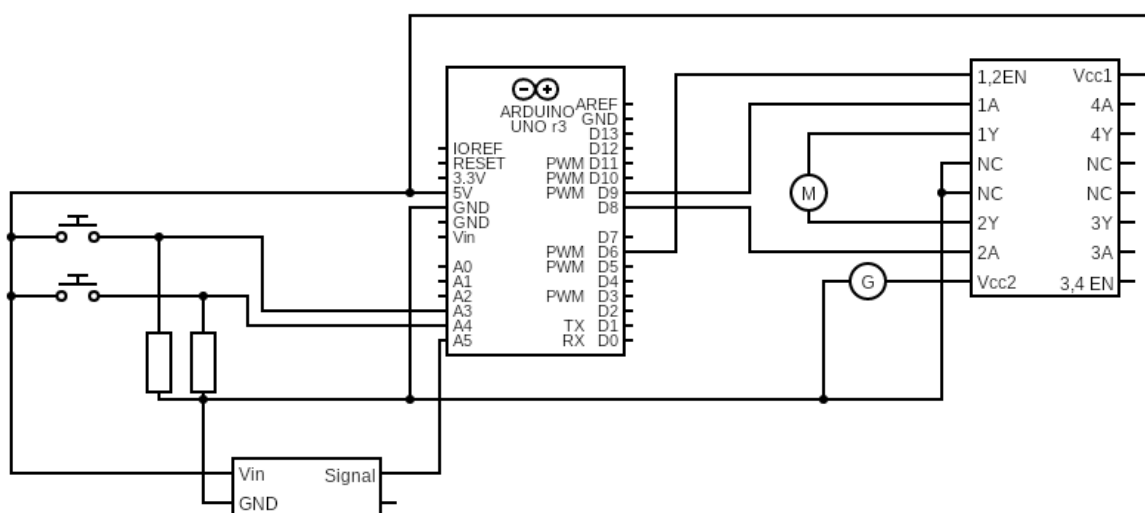 ARDUINO
UNO r3
IOREF
RESET
3.3V
5V
GND
GND
Vin
A0
A1
A2
A3
A4
A5
AREF
GND
D13
D12
PWM D11
PWM D10
PWM D9
D8
D7
PWM D6
PWM D5
D4
PWM D3
D2
TX D1
RX D0
M
G
1,2EN
1A
1Y
NC
NC
2Y
2A
Vcc2
Vcc1
4A
4Y
NC
NC
3Y
3A
3,4 EN
Vin
Signal
GND